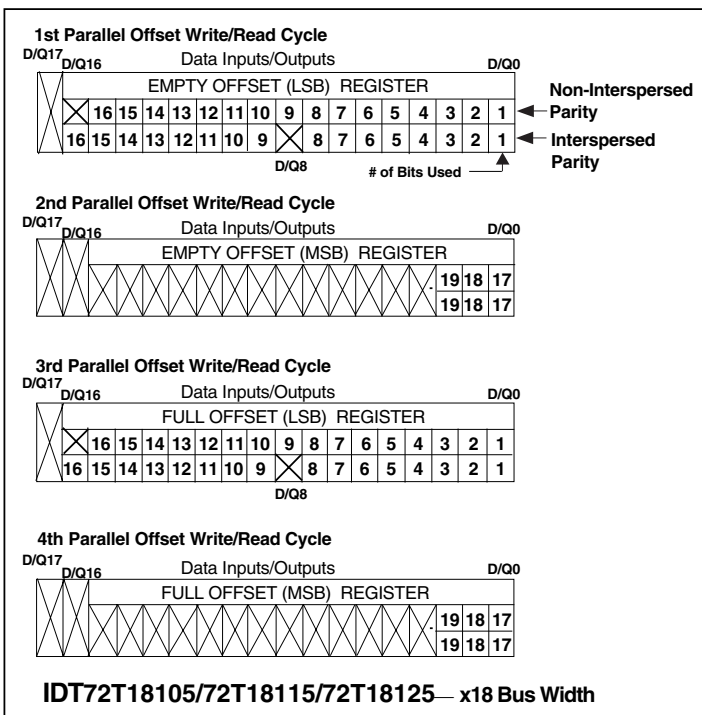 1st Parallel Offset Write/Read Cycle
D/Q17 D/Q16 Data Inputs/Outputs D/Q0
EMPTY OFFSET (LSB) REGISTER
16 15 14 13 12 11 10 9 8 7 6 5 4 3 2 1 Non-Interspersed Parity
16 15 14 13 12 11 10 9 8 7 6 5 4 3 2 1 Interspersed Parity
D/Q8 # of Bits Used
2nd Parallel Offset Write/Read Cycle
D/Q17 D/Q16 Data Inputs/Outputs D/Q0
EMPTY OFFSET (MSB) REGISTER
19 18 17
19 18 17
3rd Parallel Offset Write/Read Cycle
D/Q17 D/Q16 Data Inputs/Outputs D/Q0
FULL OFFSET (LSB) REGISTER
16 15 14 13 12 11 10 9 8 7 6 5 4 3 2 1
16 15 14 13 12 11 10 9 8 7 6 5 4 3 2 1
D/Q8
4th Parallel Offset Write/Read Cycle
D/Q17 D/Q16 Data Inputs/Outputs D/Q0
FULL OFFSET (MSB) REGISTER
19 18 17
19 18 17
IDT72T18105/72T18115/72T18125— x18 Bus Width